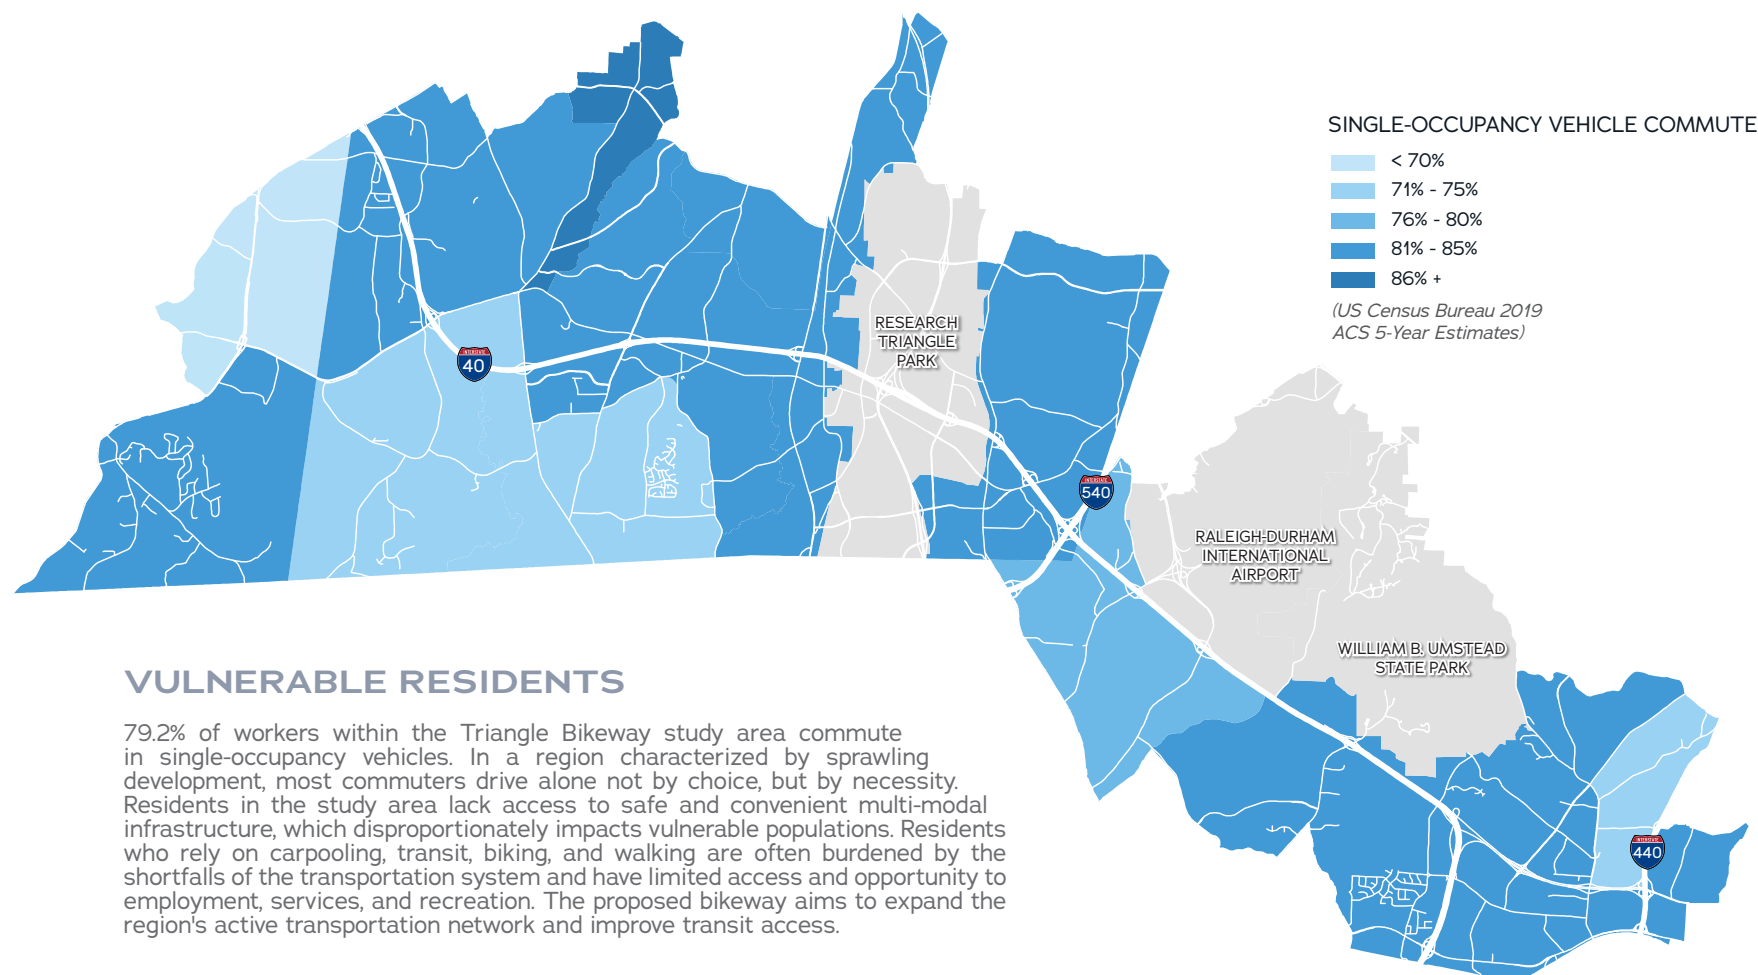 SINGLE-OCCUPANCY VEHICLE COMMUTE
< 70%
71% - 75%
76% - 80%
81% - 85%
86% +
(US Census Bureau 2019
ACS 5-Year Estimates)
RESEARCH
TRIANGLE
PARK
INTERSTATE
40
INTERSTATE
540
RALEIGH-DURHAM
INTERNATIONAL
AIRPORT
WILLIAM B. UMSTEAD
STATE PARK
INTERSTATE
440
VULNERABLE RESIDENTS
79.2% of workers within the Triangle Bikeway study area commute
in single-occupancy vehicles. In a region characterized by sprawling
development, most commuters drive alone not by choice, but by necessity.
Residents in the study area lack access to safe and convenient multi-modal
infrastructure, which disproportionately impacts vulnerable populations. Residents
who rely on carpooling, transit, biking, and walking are often burdened by the
shortfalls of the transportation system and have limited access and opportunity to
employment, services, and recreation. The proposed bikeway aims to expand the
region's active transportation network and improve transit access.